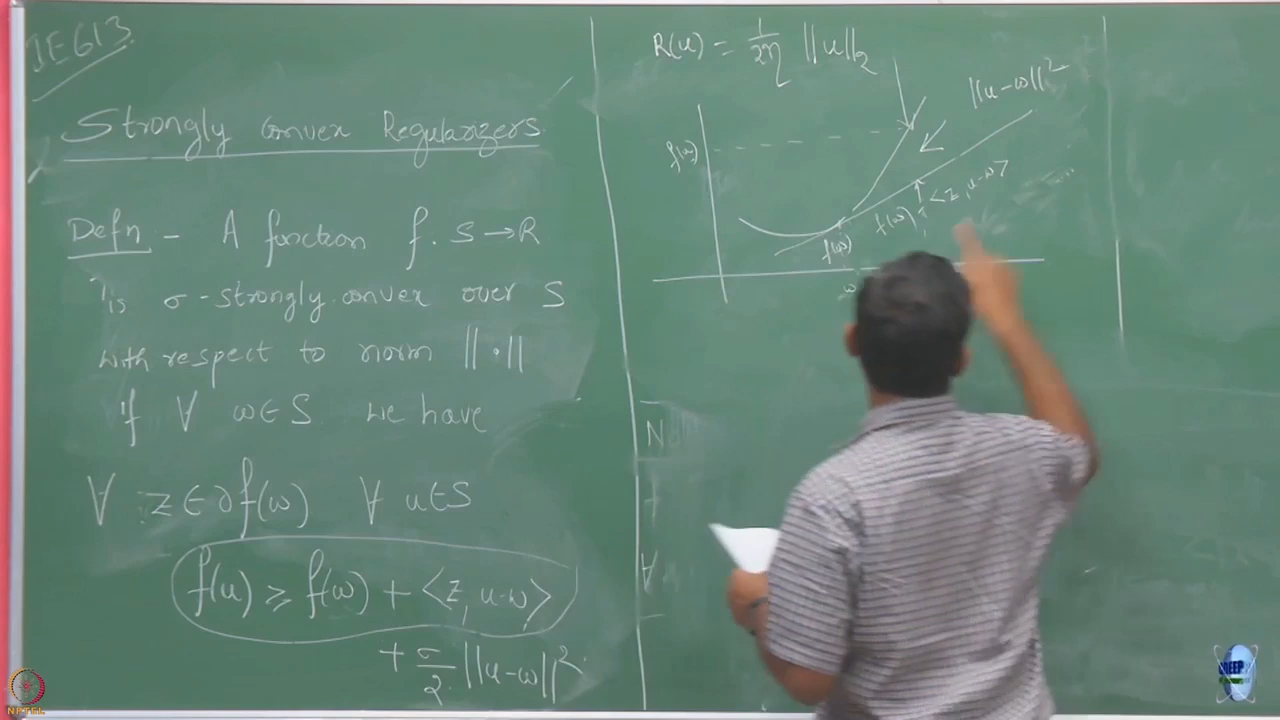 IE613
Strongly convex Regularizers
Defn - A function f: S→R
is σ-strongly convex over S
with respect to norm ||·||
if ∀ w∈S we have
∀ z∈∂f(w) ∀ u∈S
f(u) ≥ f(w) + <z, u-w>
+ σ/2 ||u-w||²
R(u) = 1/2η ||u||₂
||u-w||²
f(u)
f(w) + <z, u-w>
f(w)
w
N
∀
NPTEL